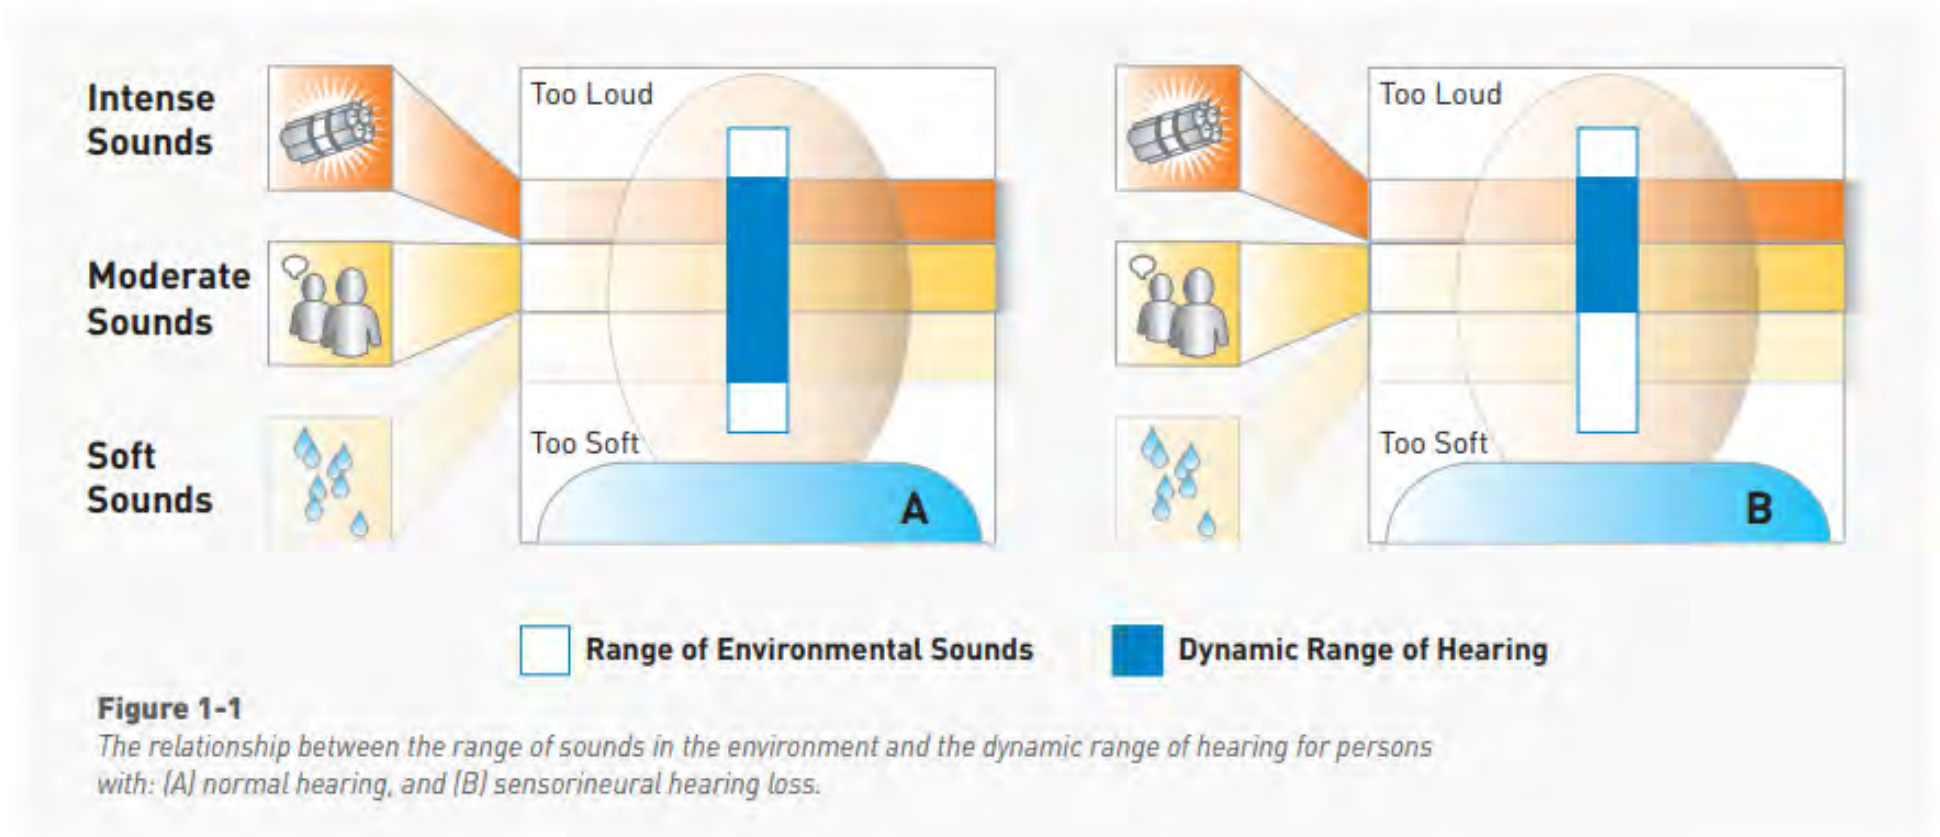 Intense
Sounds
Too Loud
Too Loud
Moderate
Sounds
Soft
Sounds
Too Soft
A
Too Soft
B
Range of Environmental Sounds
Dynamic Range of Hearing
Figure 1-1
The relationship between the range of sounds in the environment and the dynamic range of hearing for persons
with: (A) normal hearing, and (B) sensorineural hearing loss.